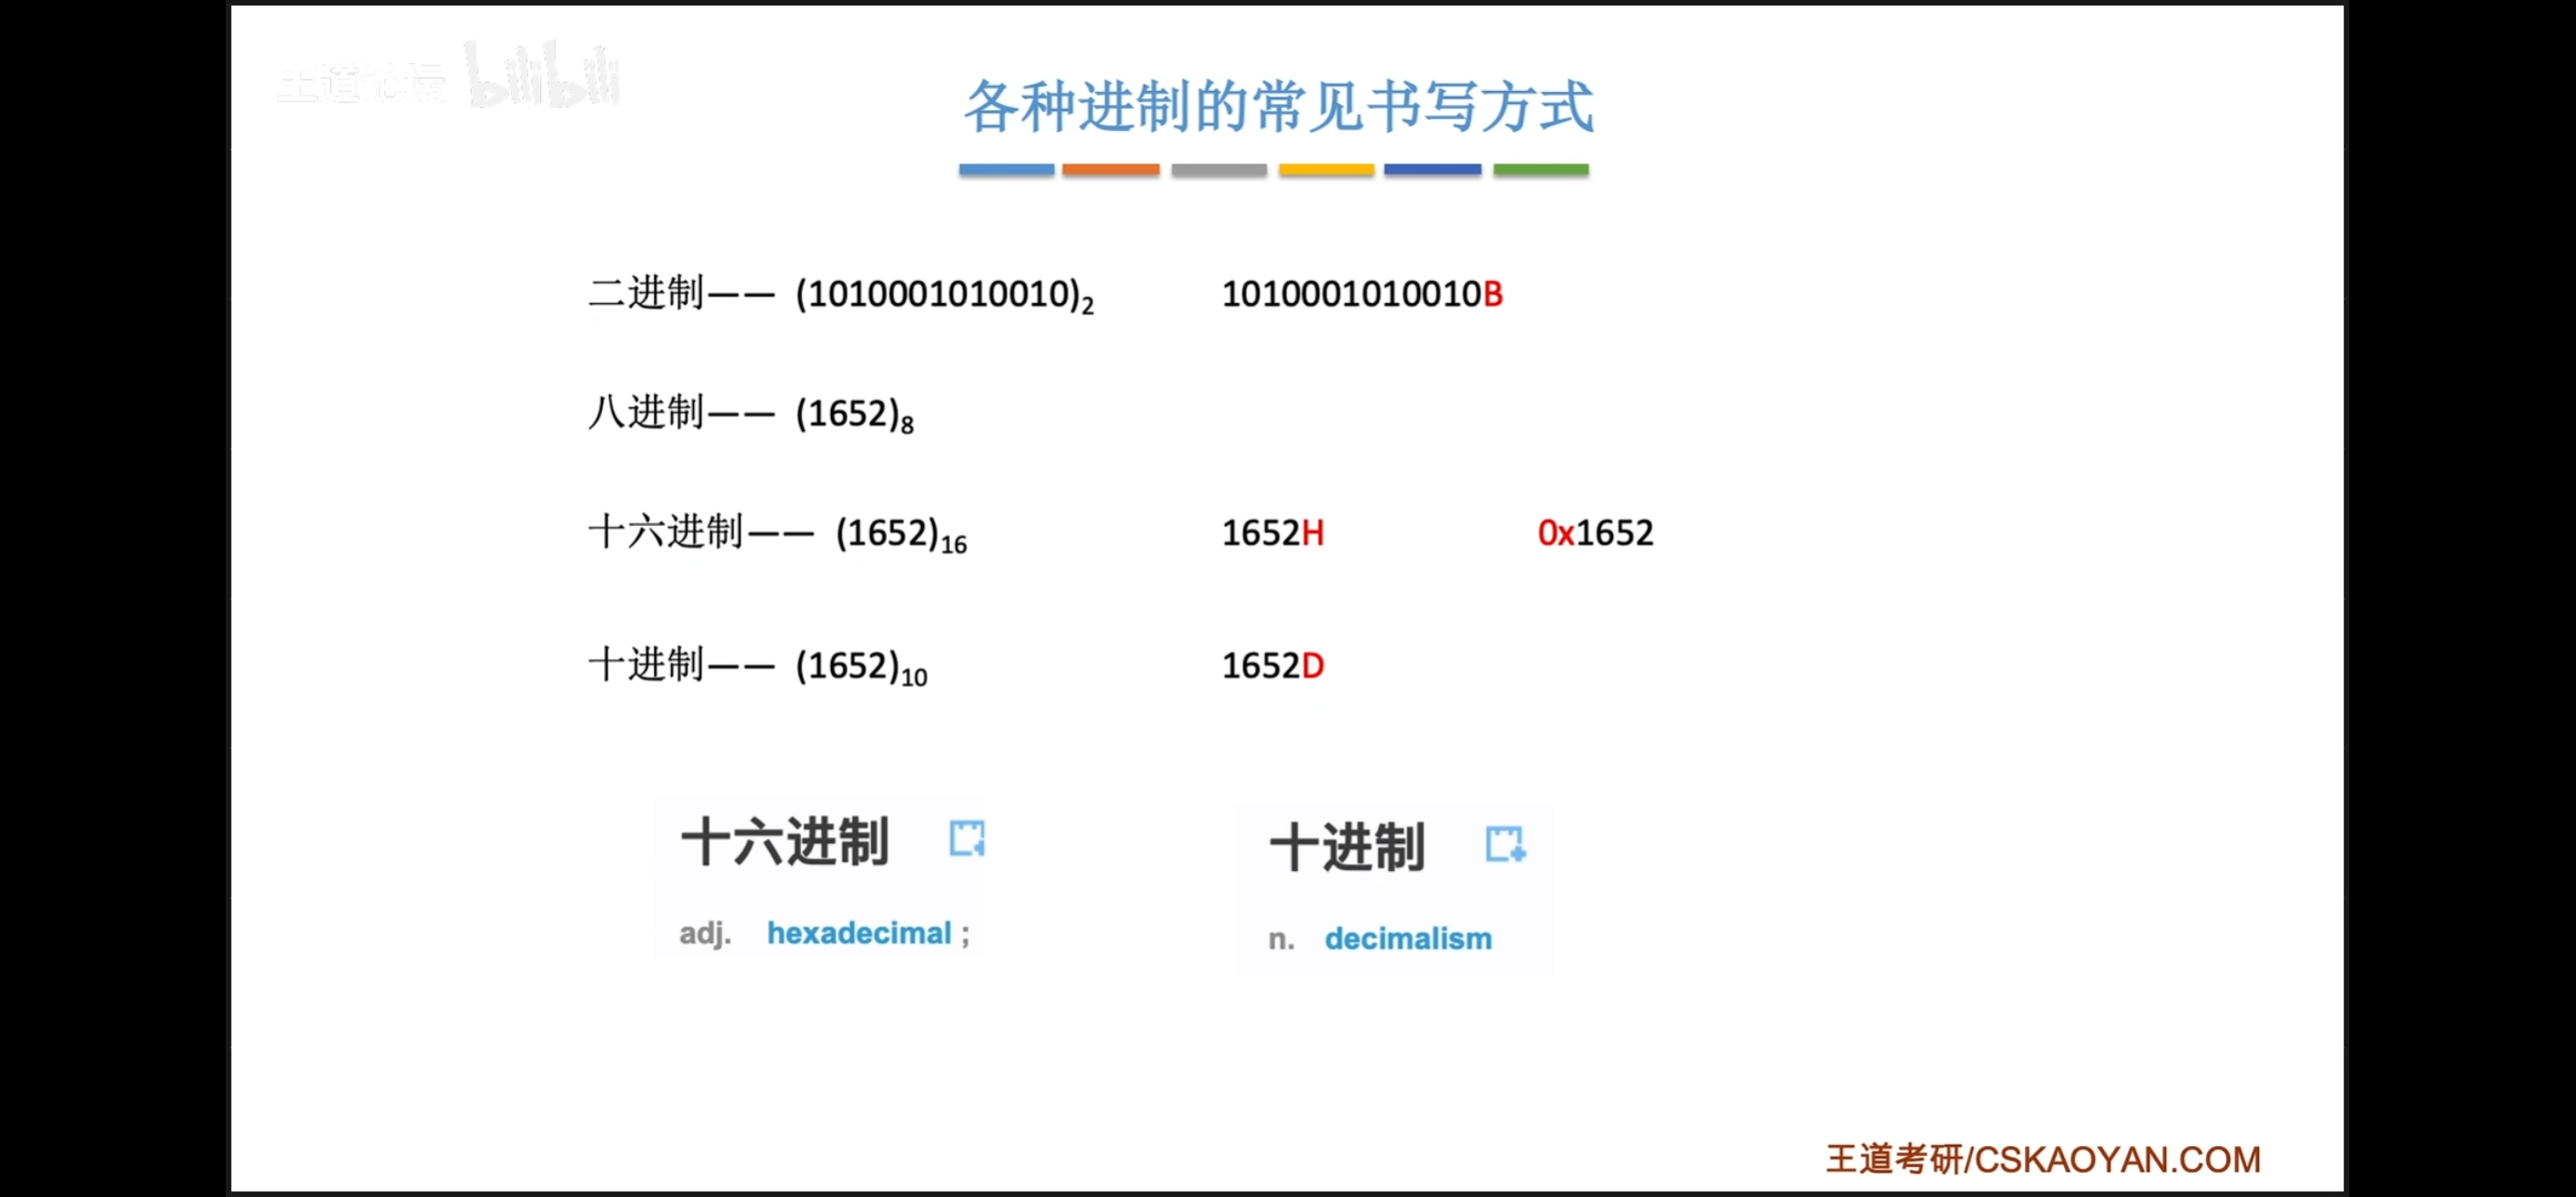 王道论坛 bilibili
各种进制的常见书写方式
二进制—— (1010001010010)₂ 1010001010010B
八进制—— (1652)₈
十六进制—— (1652)₁₆ 1652H 0x1652
十进制—— (1652)₁₀ 1652D
十六进制 十进制
adj. hexadecimal ; n. decimalism
王道考研/CSKAOYAN.COM